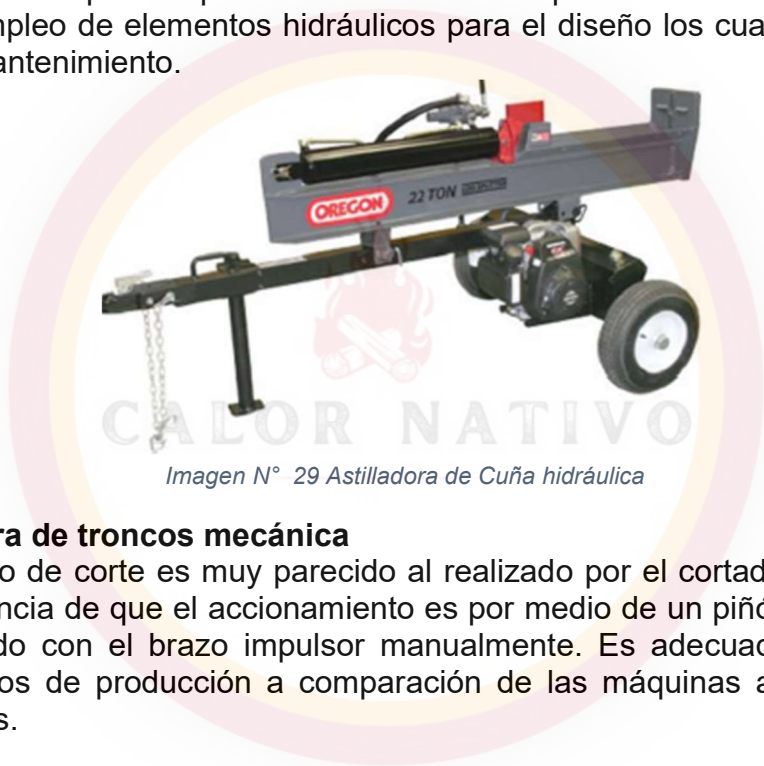 mpleo de elementos hidráulicos para el diseño los cua
antenimiento.
OREGON
22 TON
CALOR NATIVO
Imagen N° 29 Astilladora de Cuña hidráulica
ra de troncos mecánica
o de corte es muy parecido al realizado por el cortad
ncia de que el accionamiento es por medio de un piñó
do con el brazo impulsor manualmente. Es adecuad
os de producción a comparación de las máquinas a
s.